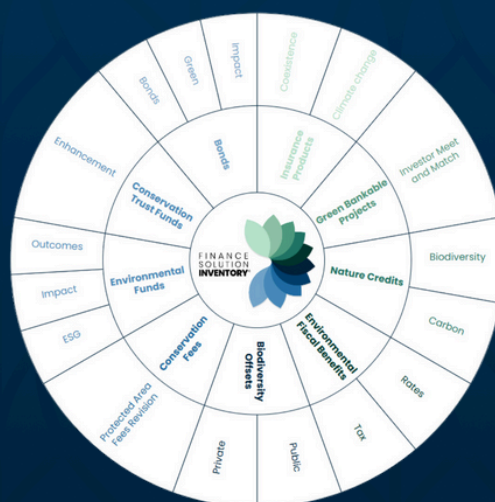 FINANCE
SOLUTION
INVENTORY
Insurance
Products
Coexistence
Climate change
Green Bankable
Projects
Investor Meet
and Match
Nature Credits
Biodiversity
Carbon
Environmental
Fiscal Benefits
Rates
Tax
Biodiversity
Offsets
Public
Private
Conservation
Fees
Protected Area
Fees Revision
Environmental
Funds
ESG
Impact
Outcomes
Conservation
Trust Funds
Enhancement
Bonds
Bonds
Green
Impact